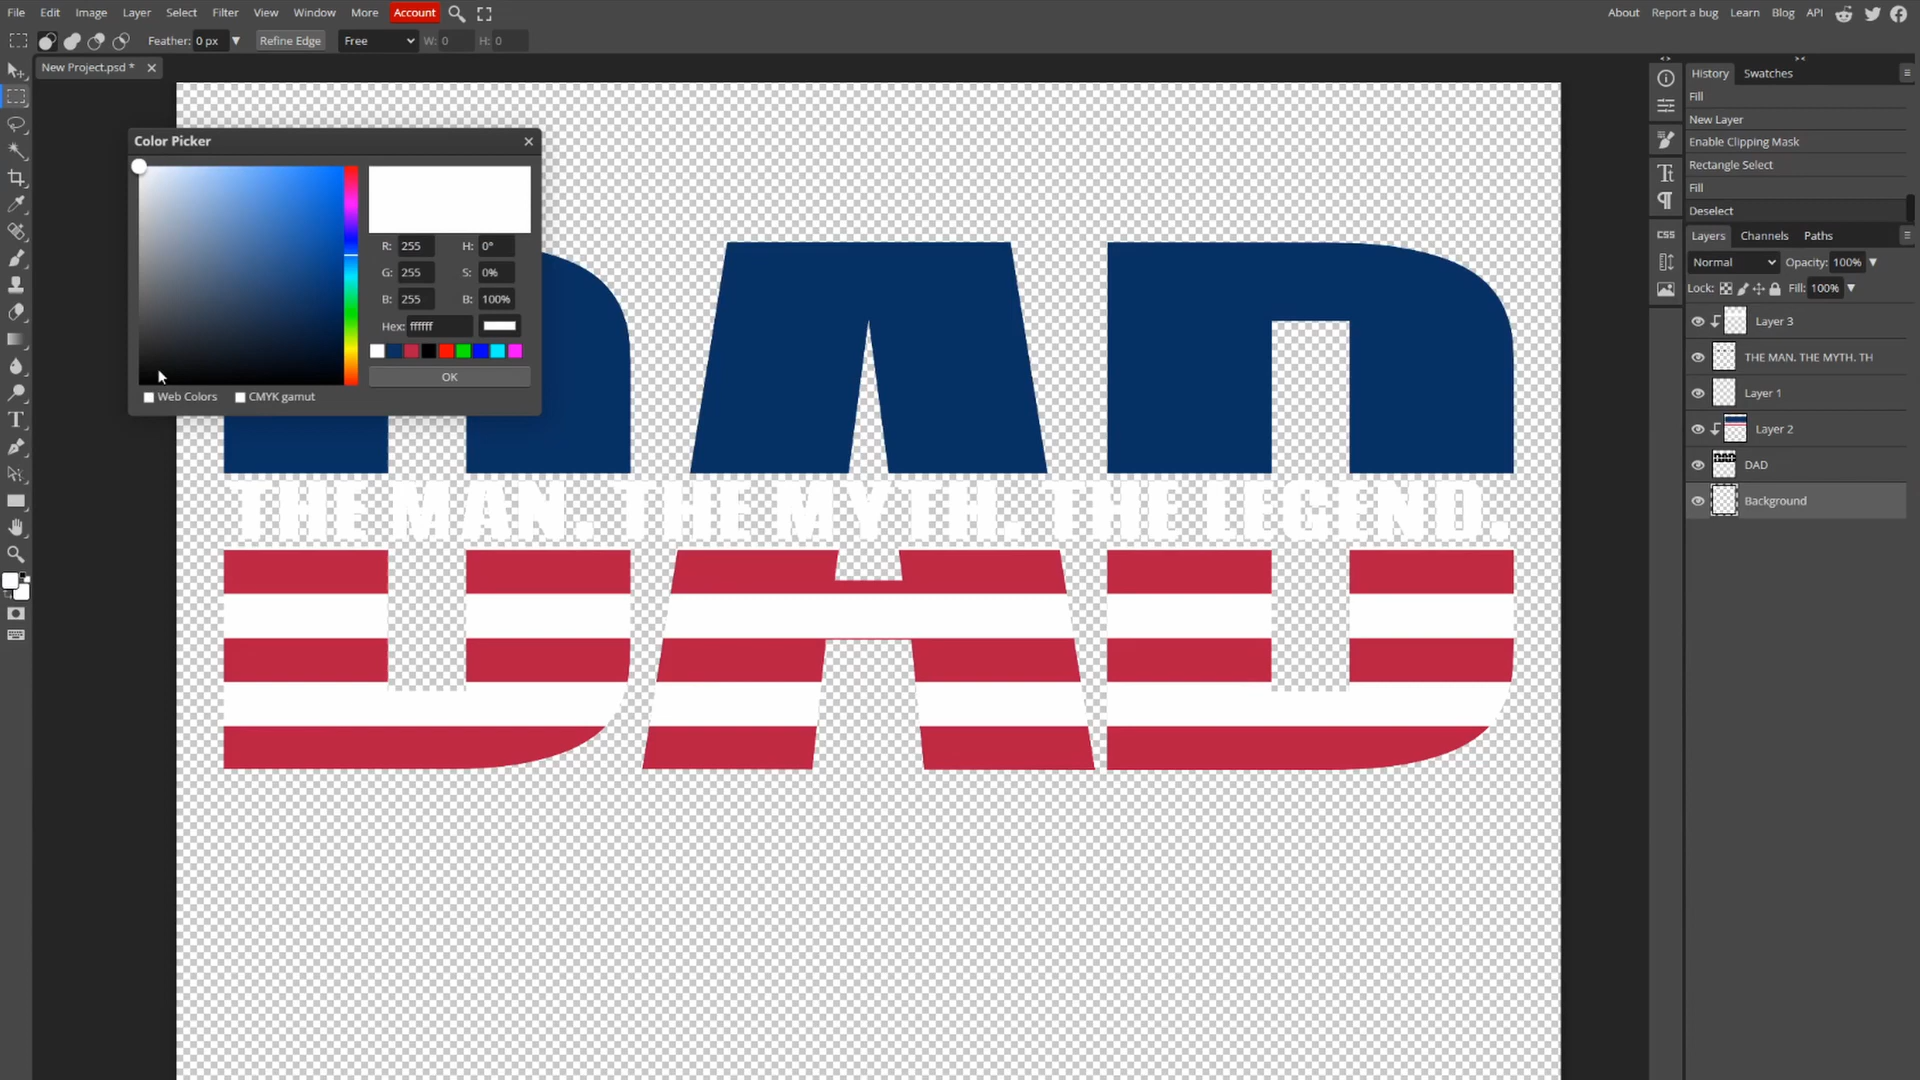 File Edit Image Layer Select Filter View Window More Account About Report a bug Learn Blog API
Feather: 0 px Refine Edge Free W: 0 H: 0
New Project.psd *
History Swatches
Fill
New Layer
Enable Clipping Mask
Rectangle Select
Fill
Deselect
CSS
Layers Channels Paths
Normal Opacity: 100%
Lock: Fill: 100%
Layer 3
THE MAN. THE MYTH. TH
Layer 1
Layer 2
DAD
Background
Color Picker
R: 255 H: 0°
G: 255 S: 0%
B: 255 B: 100%
Hex: ffffff
OK
Web Colors CMYK gamut
DAD
THE MAN. THE MYTH. THE LEGEND.